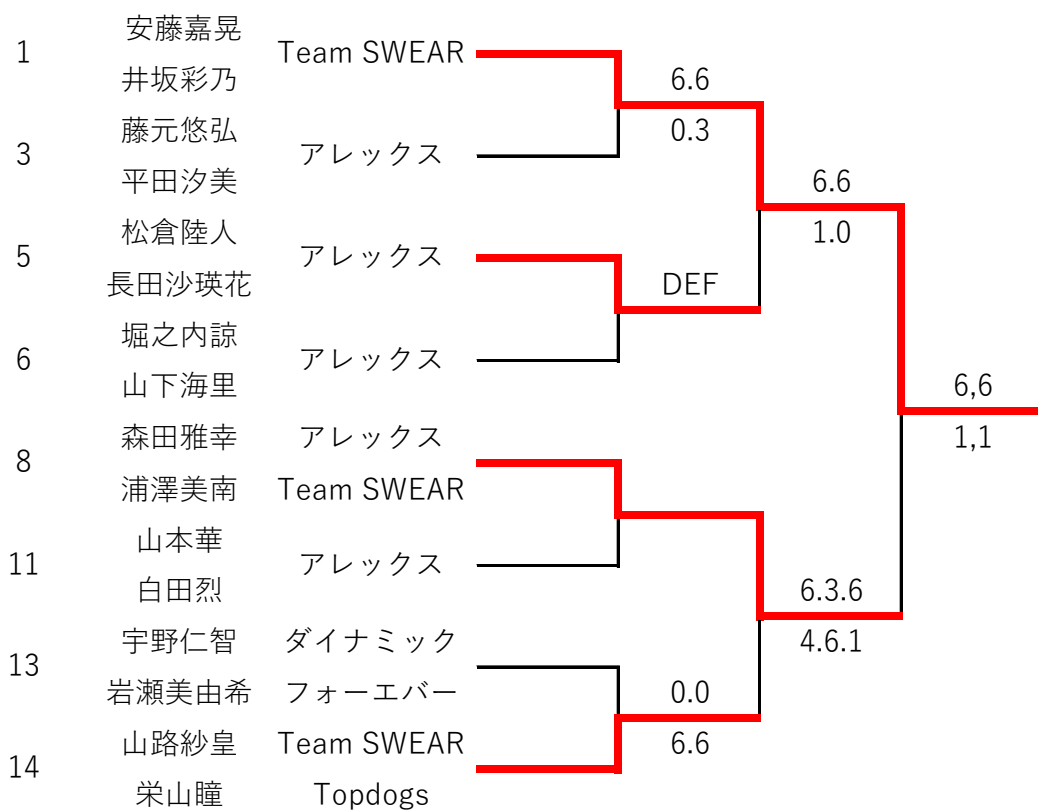 1 安藤嘉晃 Team SWEAR
井坂彩乃 6.6
3 藤元悠弘 アレックス 0.3
平田汐美 6.6
5 松倉陸人 アレックス 1.0
長田沙瑛花 DEF
6 堀之内諒 アレックス
山下海里 6,6
8 森田雅幸 アレックス 1,1
浦澤美南 Team SWEAR
11 山本華 アレックス
白田烈 6.3.6
13 宇野仁智 ダイナミック 4.6.1
岩瀬美由希 フォーエバー 0.0
14 山路紗皇 Team SWEAR 6.6
栄山瞳 Topdogs